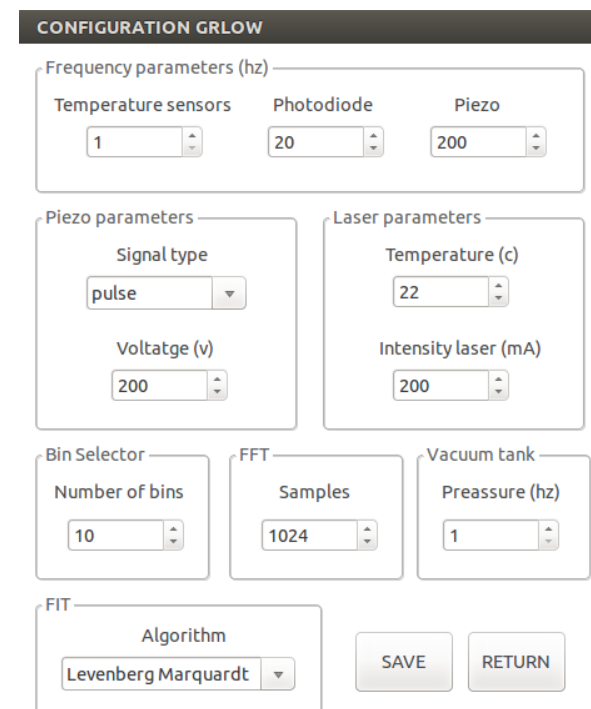 CONFIGURATION GRLOW
Frequency parameters (hz)
Temperature sensors Photodiode Piezo
1 20 200
Piezo parameters Laser parameters
Signal type Temperature (c)
pulse 22
Voltatge (v) Intensity laser (mA)
200 200
Bin Selector FFT Vacuum tank
Number of bins Samples Preassure (hz)
10 1024 1
FIT
Algorithm
Levenberg Marquardt SAVE RETURN